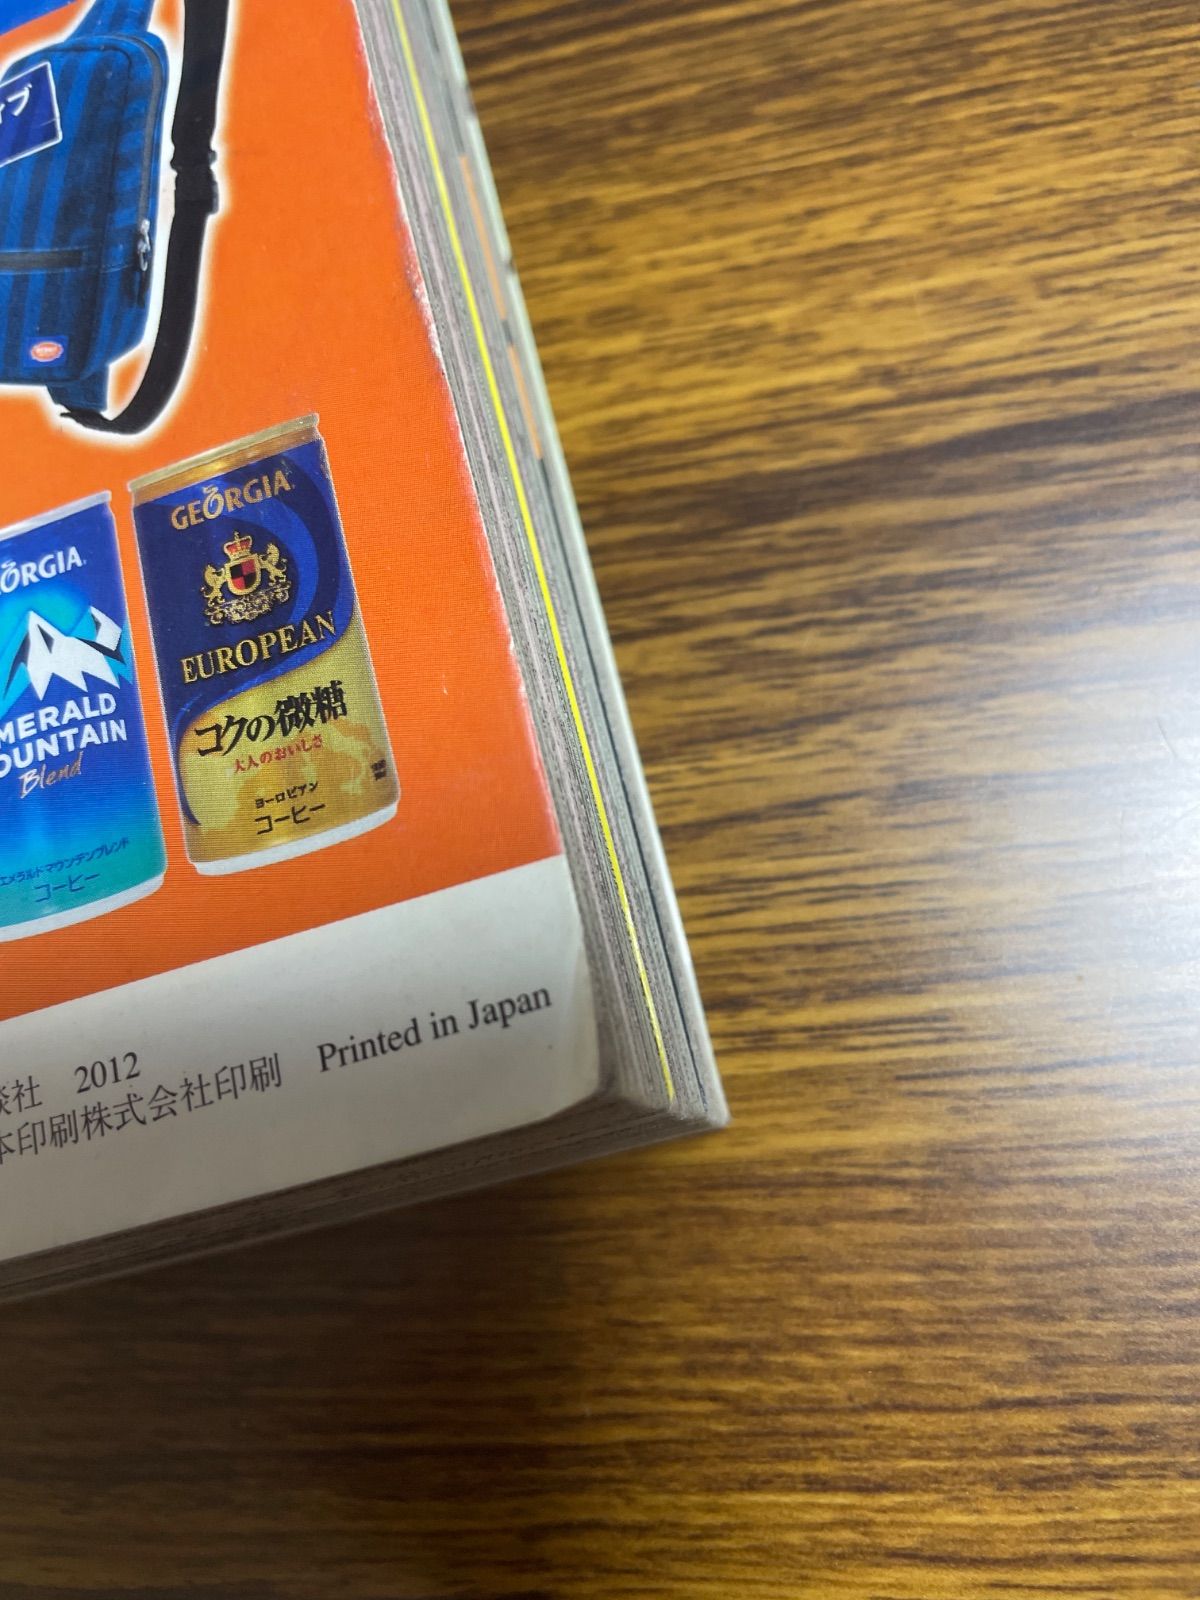 ィブ
GEORGIA
EUROPEAN
コクの微糖
大人のおいしさ
ヨーロピアン
コーヒー
ORGIA
MERALD
OUNTAIN
Blend
エメラルドマウンテンブレンド
コーヒー
談社 2012
本印刷株式会社印刷 Printed in Japan